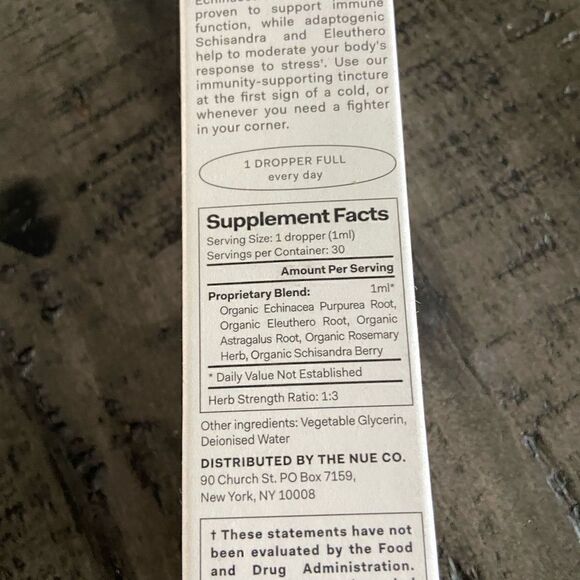 proven to support immune
function, while adaptogenic
Schisandra and Eleuthero
help to moderate your body's
response to stress†. Use our
immunity-supporting tincture
at the first sign of a cold, or
whenever you need a fighter
in your corner.
1 DROPPER FULL
every day
Supplement Facts
Serving Size: 1 dropper (1ml)
Servings per Container: 30
Amount Per Serving
Proprietary Blend: 1ml*
Organic Echinacea Purpurea Root,
Organic Eleuthero Root, Organic
Astragalus Root, Organic Rosemary
Herb, Organic Schisandra Berry
* Daily Value Not Established
Herb Strength Ratio: 1:3
Other ingredients: Vegetable Glycerin,
Deionised Water
DISTRIBUTED BY THE NUE CO.
90 Church St. PO Box 7159,
New York, NY 10008
† These statements have not
been evaluated by the Food
and Drug Administration.